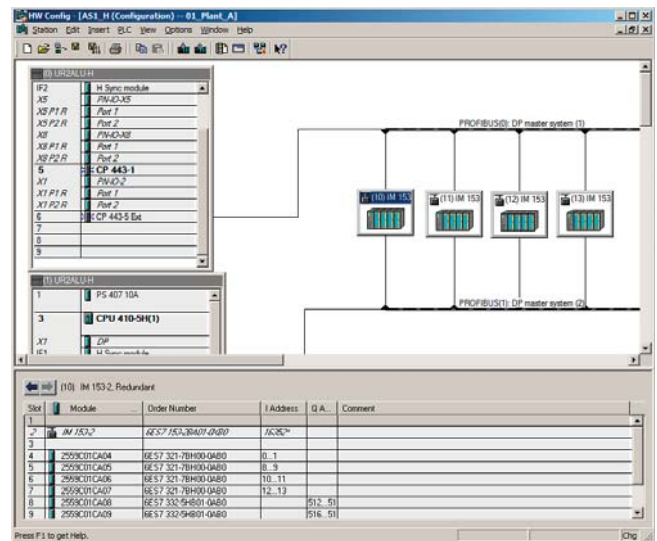 HW Config - [AS1_H (Configuration) -- 01_Plant_A]
Station Edit Insert PLC View Options Window Help
(0) UR2ALU-H
IF2 H Sync module
X5 PN-IO-X5
X5 P1 R Port 1
X5 P2 R Port 2
X8 PN-IO-X8
X8 P1 R Port 1
X8 P2 R Port 2
5 CP 443-1
X1 PN-IO-2
X1 P1 R Port 1
X1 P2 R Port 2
6 CP 443-5 Ext
7
8
9
PROFIBUS(0): DP master system (1)
(10) IM 153
(11) IM 153
(12) IM 153
(13) IM 153
(1) UR2ALU-H
1 PS 407 10A
3 CPU 410-5H(1)
X1 DP
IF1 H Sync module
PROFIBUS(1): DP master system (2)
(10) IM 153-2, Redundant
Slot Module ... Order Number I Address Q A... Comment
1
2 IM 153-2 6ES7 153-2BA01-0XB0 16352*
3
4 2559C01CA04 6ES7 321-7BH00-0AB0 0...1
5 2559C01CA05 6ES7 321-7BH00-0AB0 8...9
6 2559C01CA06 6ES7 321-7BH00-0AB0 10...11
7 2559C01CA07 6ES7 321-7BH00-0AB0 12...13
8 2559C01CA08 6ES7 332-5HB01-0AB0 512...51
9 2559C01CA09 6ES7 332-5HB01-0AB0 516...51
Press F1 to get Help.
Chg